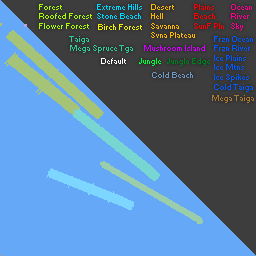 Forest Extreme Hills Desert Plains Ocean
Roofed Forest Stone Beach Hell Beach River
Flower Forest Birch Forest Savanna Sun Pln Sky
Svna Plateau
Taiga Frzn Ocean
Mega Spruce Tga Mushroom Island Frzn River
Default Jungle Jungle Edge Ice Plains
Ice Mtns
Cold Beach Ice Spikes
Cold Taiga
Mega Taiga